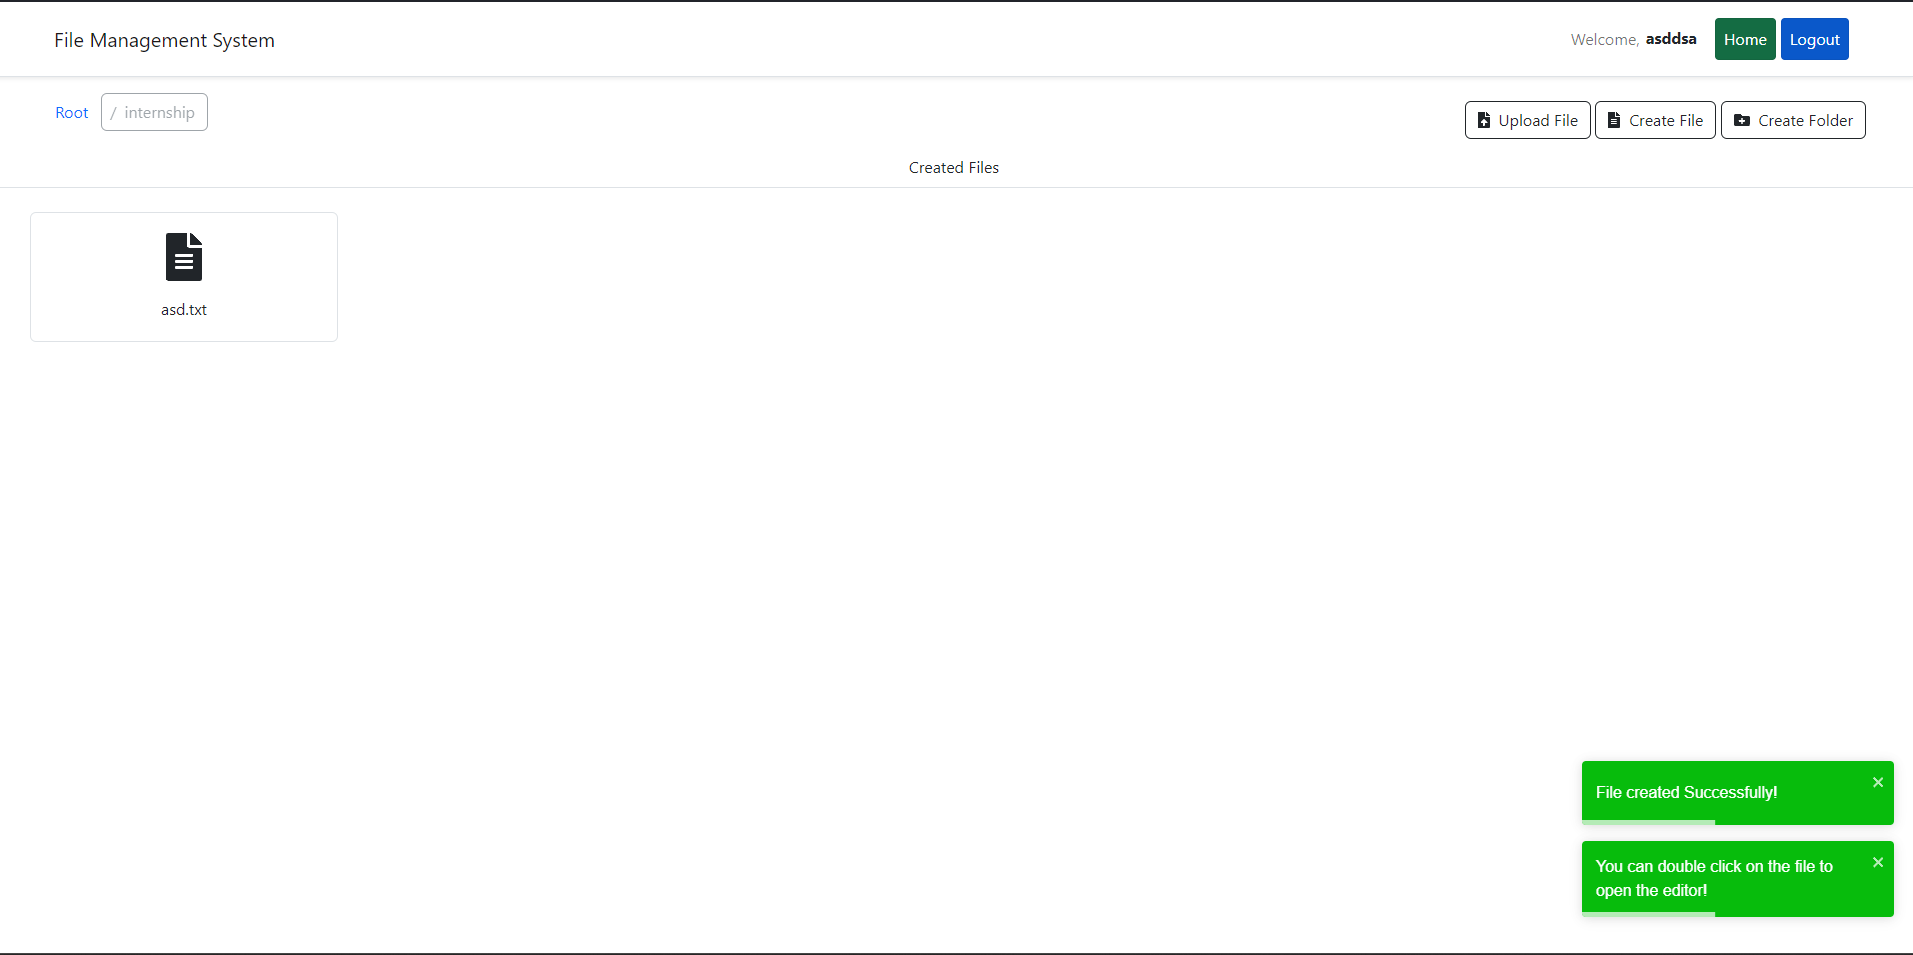 File Management System
Welcome, asddsa
Home
Logout
Root
/ internship
Upload File
Create File
Create Folder
Created Files
asd.txt
File created Successfully!
You can double click on the file to
open the editor!